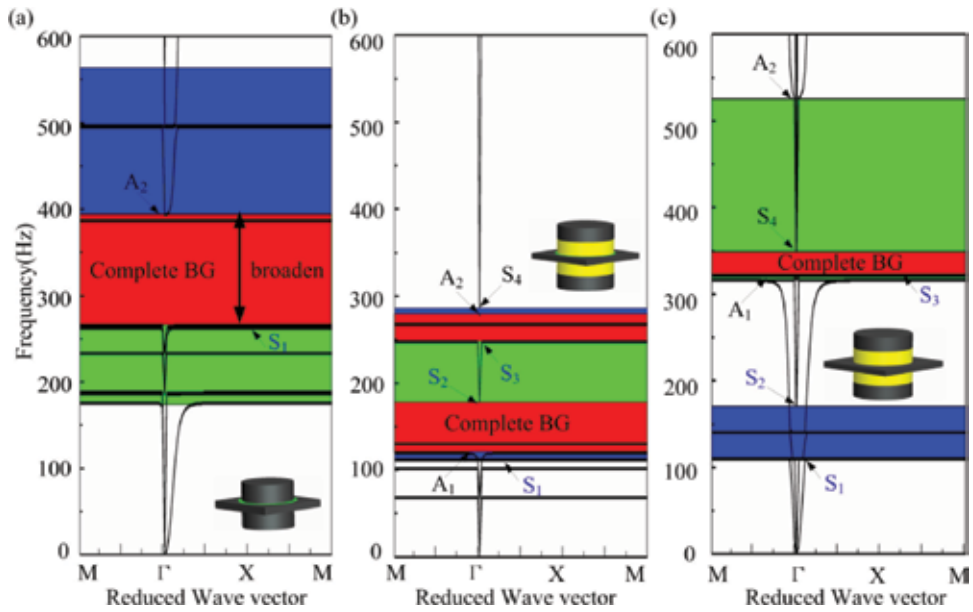 (a)
600
500
400
300
200
100
0
Frequency(Hz)
A2
Complete BG
broaden
S1
M Γ X M
Reduced Wave vector
(b)
600
500
400
300
200
100
0
A2
S4
S2
S3
Complete BG
A1
S1
M Γ X M
Reduced Wave vector
(c)
600
500
400
300
200
100
0
A2
S4
Complete BG
S3
A1
S2
S1
M Γ X M
Reduced Wave vector